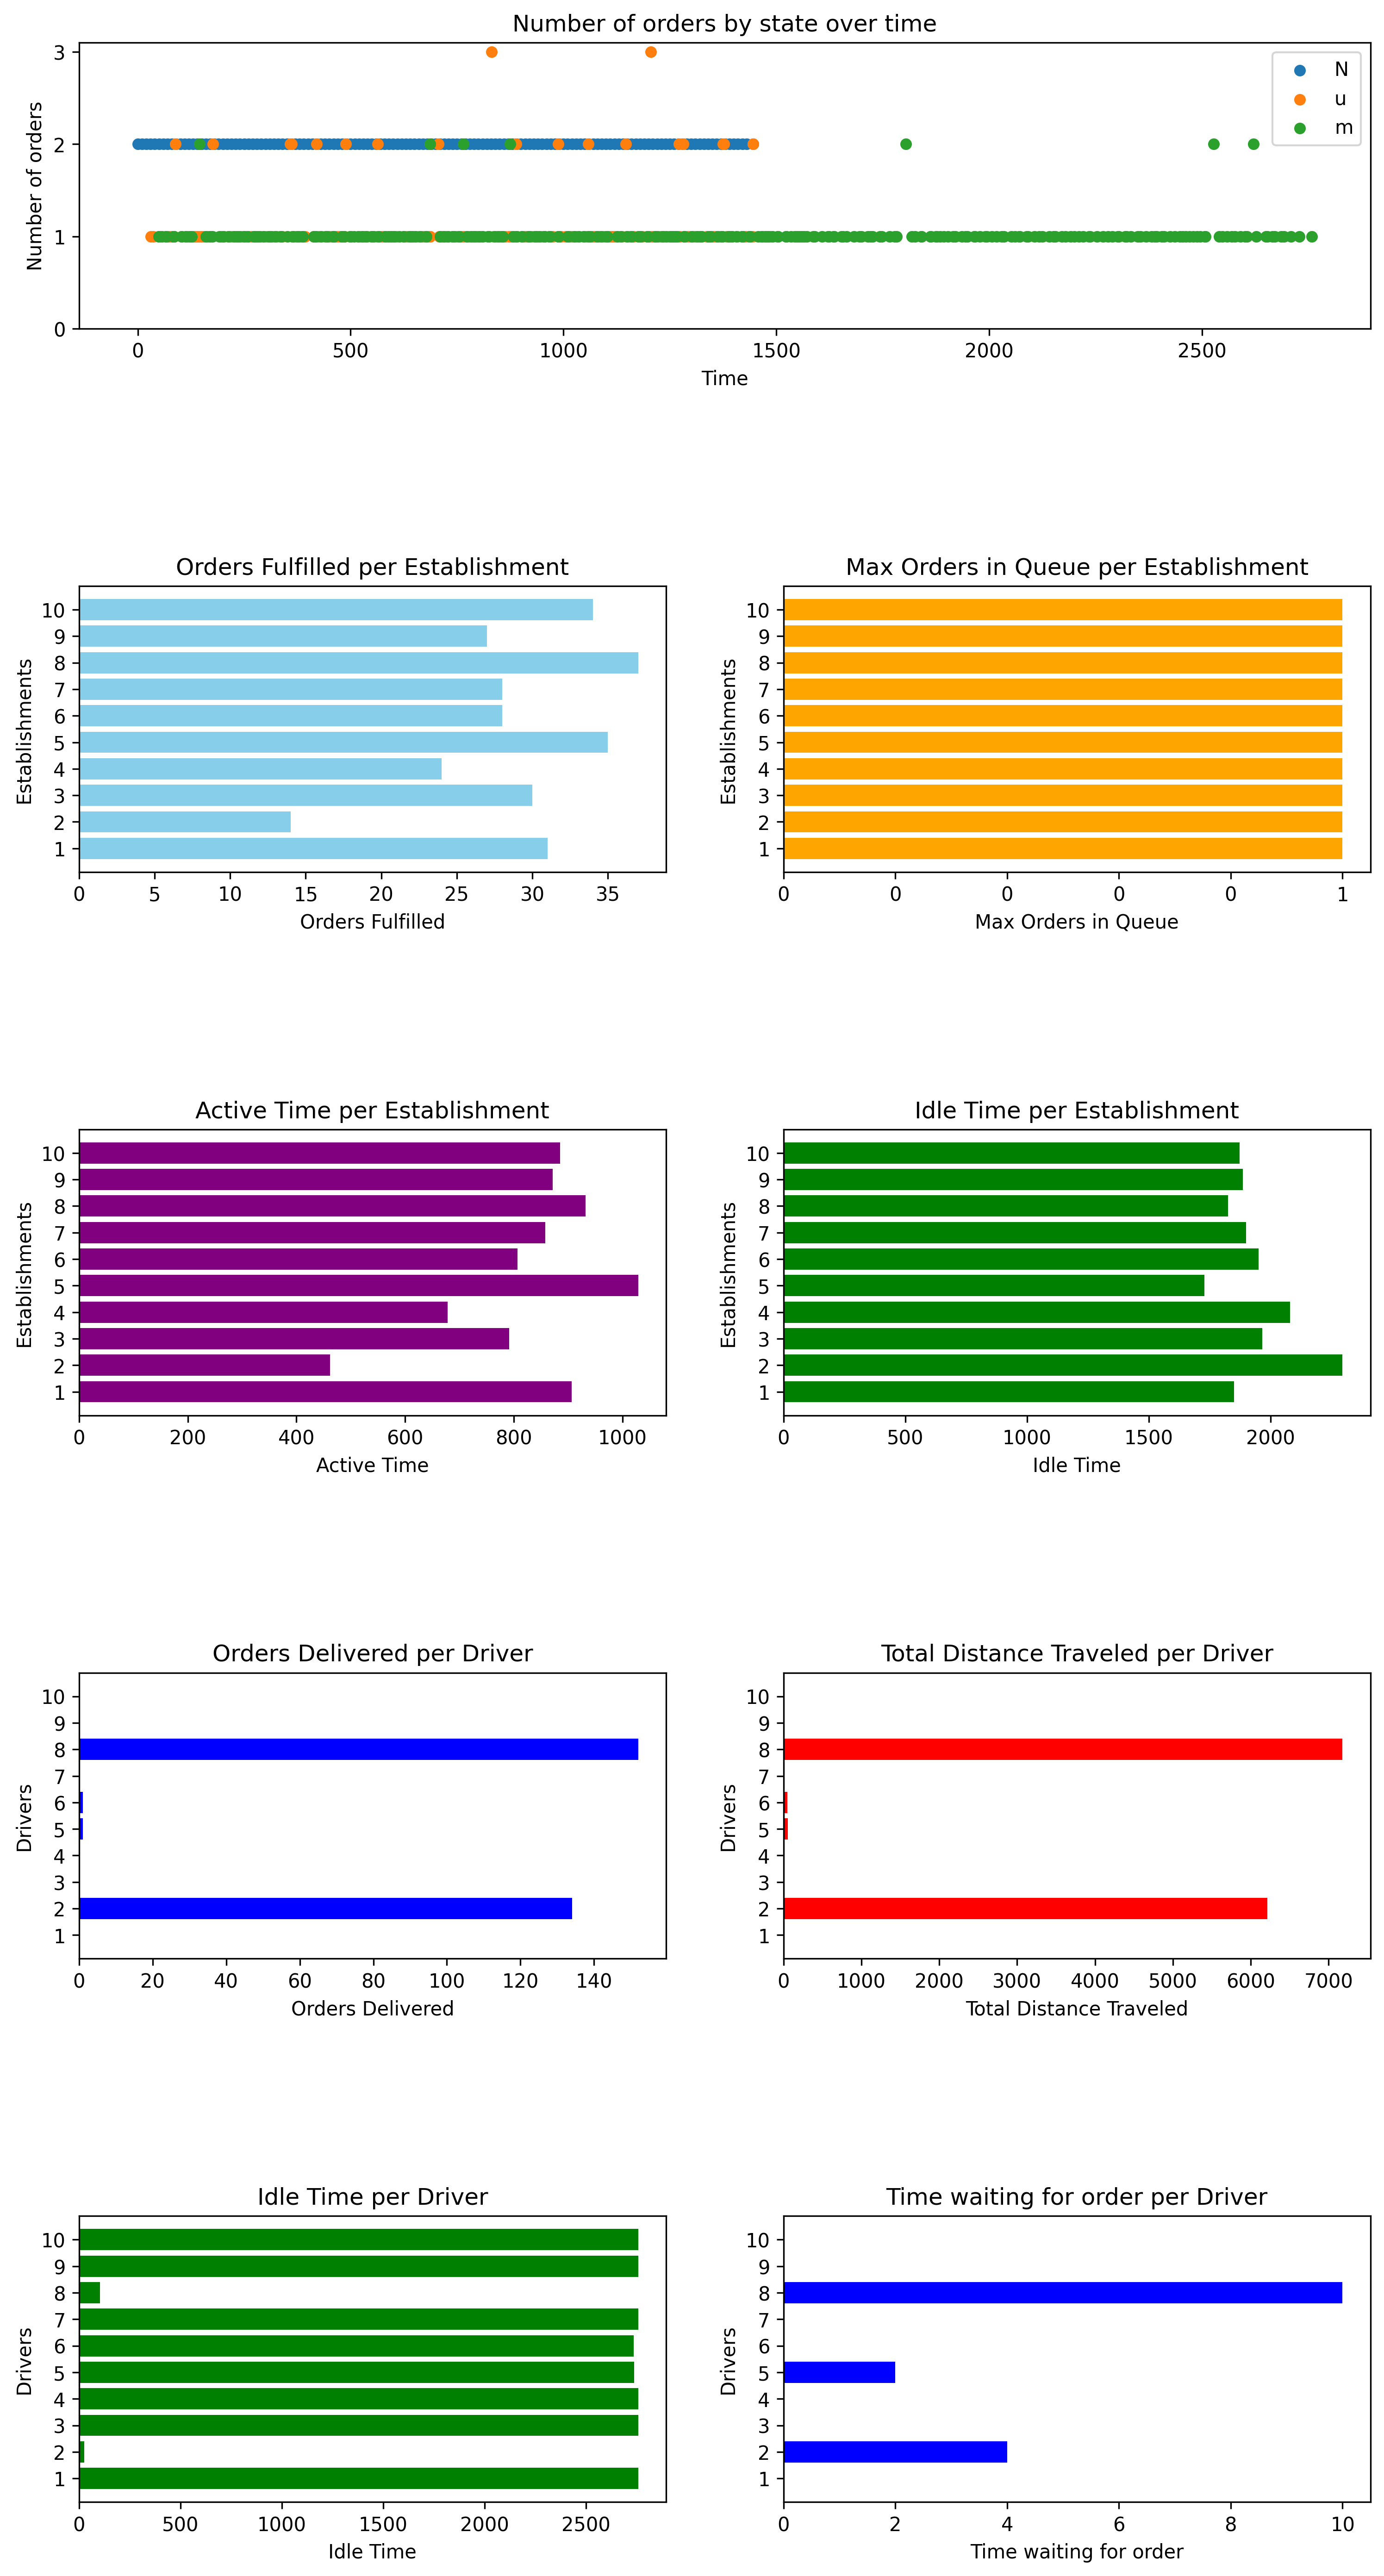 Number of orders by state over time
Number of orders
3
2
1
0
N
u
m
0 500 1000 1500 2000 2500
Time
Orders Fulfilled per Establishment
Establishments
10
9
8
7
6
5
4
3
2
1
0 5 10 15 20 25 30 35
Orders Fulfilled
Max Orders in Queue per Establishment
Establishments
10
9
8
7
6
5
4
3
2
1
0 0 0 0 0 1
Max Orders in Queue
Active Time per Establishment
Establishments
10
9
8
7
6
5
4
3
2
1
0 200 400 600 800 1000
Active Time
Idle Time per Establishment
Establishments
10
9
8
7
6
5
4
3
2
1
0 500 1000 1500 2000
Idle Time
Orders Delivered per Driver
Drivers
10
9
8
7
6
5
4
3
2
1
0 20 40 60 80 100 120 140
Orders Delivered
Total Distance Traveled per Driver
Drivers
10
9
8
7
6
5
4
3
2
1
0 1000 2000 3000 4000 5000 6000 7000
Total Distance Traveled
Idle Time per Driver
Drivers
10
9
8
7
6
5
4
3
2
1
0 500 1000 1500 2000 2500
Idle Time
Time waiting for order per Driver
Drivers
10
9
8
7
6
5
4
3
2
1
0 2 4 6 8 10
Time waiting for order